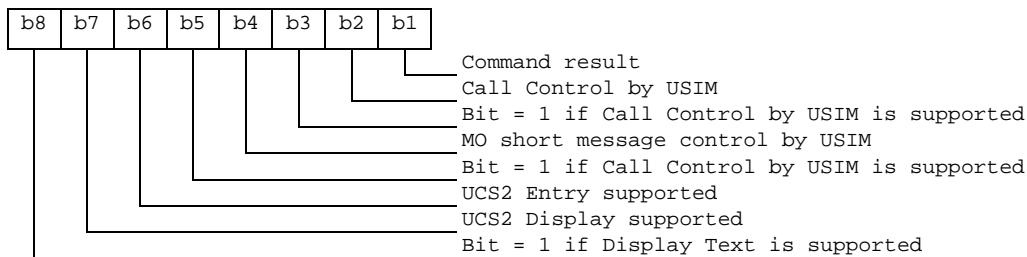 b8 b7 b6 b5 b4 b3 b2 b1
Command result
Call Control by USIM
Bit = 1 if Call Control by USIM is supported
MO short message control by USIM
Bit = 1 if Call Control by USIM is supported
UCS2 Entry supported
UCS2 Display supported
Bit = 1 if Display Text is supported